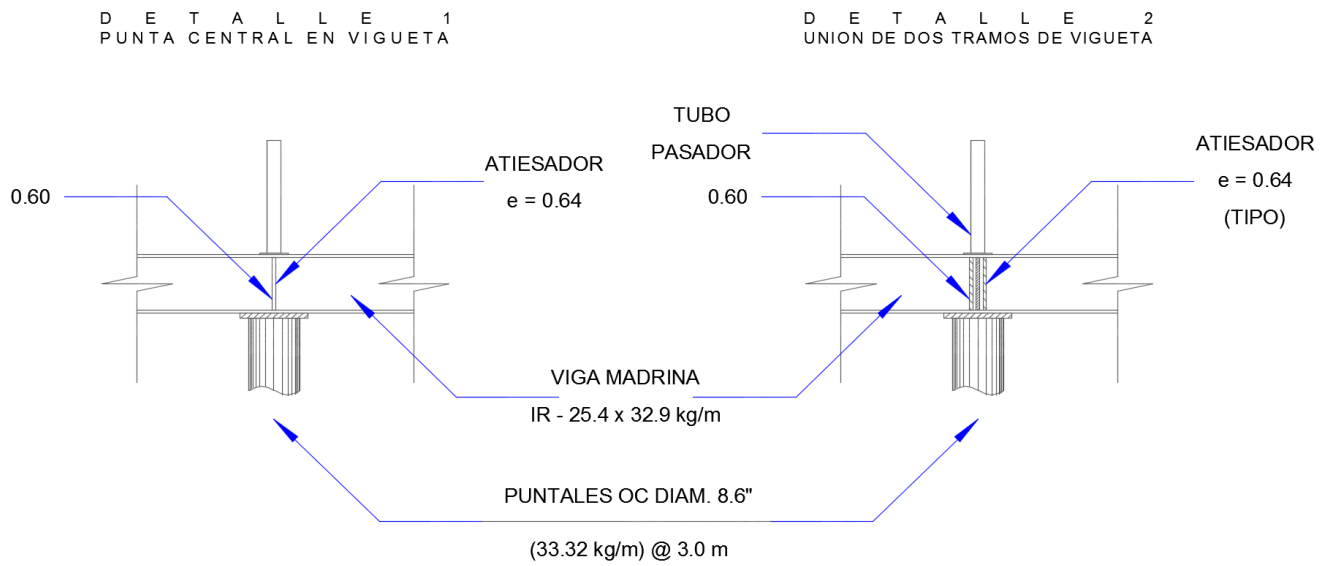 D E T A L L E 1
PUNTA CENTRAL EN VIGUETA
D E T A L L E 2
UNION DE DOS TRAMOS DE VIGUETA
0.60
ATIESADOR
e = 0.64
TUBO
PASADOR
0.60
ATIESADOR
e = 0.64
(TIPO)
VIGA MADRINA
IR - 25.4 x 32.9 kg/m
PUNTALES OC DIAM. 8.6"
(33.32 kg/m) @ 3.0 m